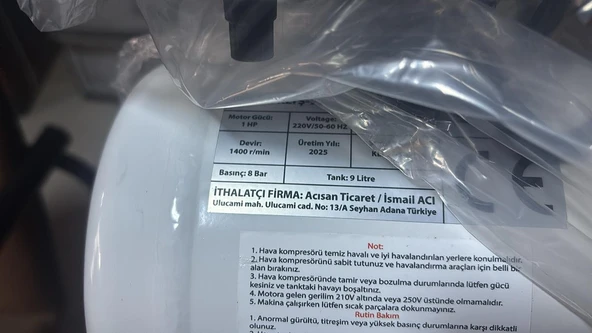 Motor Gücü:
1 HP
Voltage:
220V/50-60 HZ
Devir:
1400 r/min
Üretim Yılı:
2025
Basınç: 8 Bar
Tank: 9 Litre
CE
İTHALATÇI FİRMA: Acısan Ticaret / İsmail ACI
Ulucami mah. Ulucami cad. No: 13/A Seyhan Adana Türkiye
Not:
1. Hava kompresörü temiz havalı ve iyi havalandırılan yerlere konulmalıdır.
2. Hava kompresörünü sabit tutunuz ve havalandırma araçları için belli bir
alan bırakınız.
3. Hava kompresöründe tamir veya bozulma durumlarında lütfen gücü
kesiniz ve tanktaki havayı boşaltınız.
4. Motora gelen gerilim 210V altında veya 250V üstünde olmamalıdır.
5. Makina çalışırken lütfen sıcak parçalara dokunmayınız.
Rutin Bakım
1. Anormal gürültü, titreşim veya yüksek basınç durumlarına karşı dikkatli
olunuz.